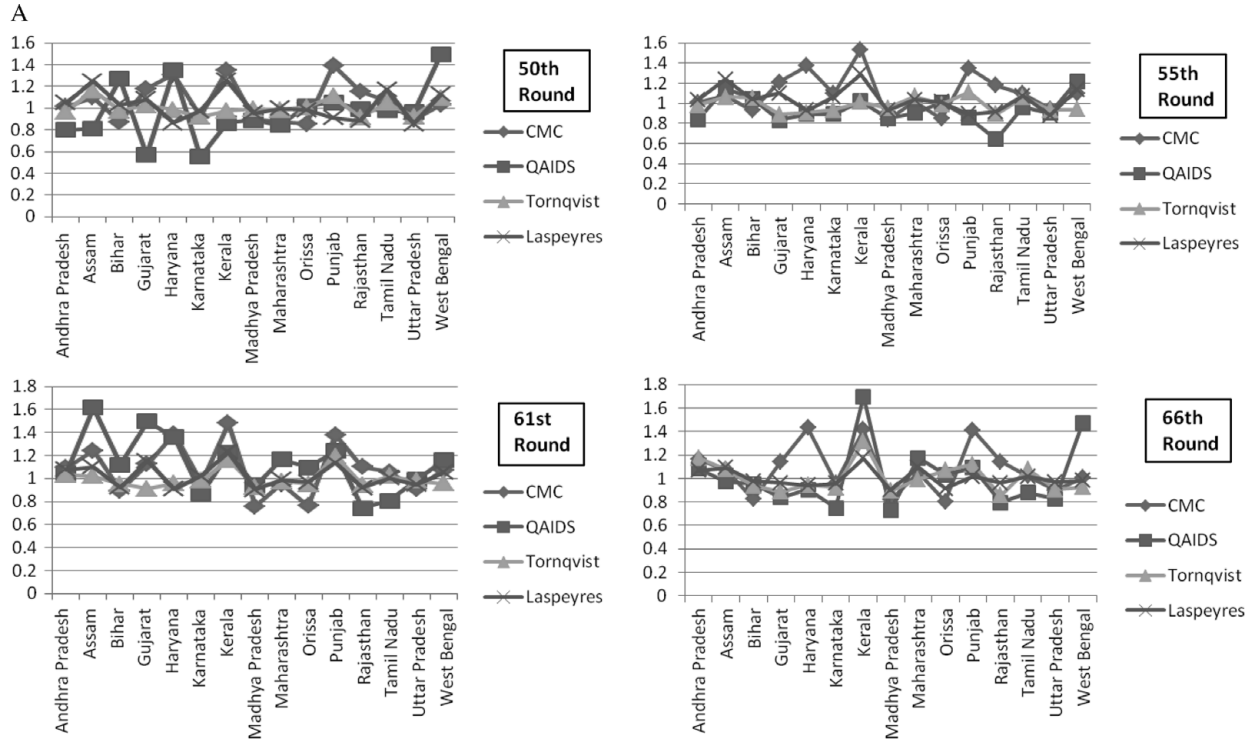 A
1.6
1.4
1.2
1
0.8
0.6
0.4
0.2
0
Andhra Pradesh
Assam
Bihar
Gujarat
Haryana
Karnataka
Kerala
Madhya Pradesh
Maharashtra
Orissa
Punjab
Rajasthan
Tamil Nadu
Uttar Pradesh
West Bengal
50th
Round
CMC
QAIDS
Tornqvist
Laspeyres
1.6
1.4
1.2
1
0.8
0.6
0.4
0.2
0
Andhra Pradesh
Assam
Bihar
Gujarat
Haryana
Karnataka
Kerala
Madhya Pradesh
Maharashtra
Orissa
Punjab
Rajasthan
Tamil Nadu
Uttar Pradesh
West Bengal
55th
Round
CMC
QAIDS
Tornqvist
Laspeyres
1.8
1.6
1.4
1.2
1
0.8
0.6
0.4
0.2
0
Andhra Pradesh
Assam
Bihar
Gujarat
Haryana
Karnataka
Kerala
Madhya Pradesh
Maharashtra
Orissa
Punjab
Rajasthan
Tamil Nadu
Uttar Pradesh
West Bengal
61st
Round
CMC
QAIDS
Tornqvist
Laspeyres
1.8
1.6
1.4
1.2
1
0.8
0.6
0.4
0.2
0
Andhra Pradesh
Assam
Bihar
Gujarat
Haryana
Karnataka
Kerala
Madhya Pradesh
Maharashtra
Orissa
Punjab
Rajasthan
Tamil Nadu
Uttar Pradesh
West Bengal
66th
Round
CMC
QAIDS
Tornqvist
Laspeyres